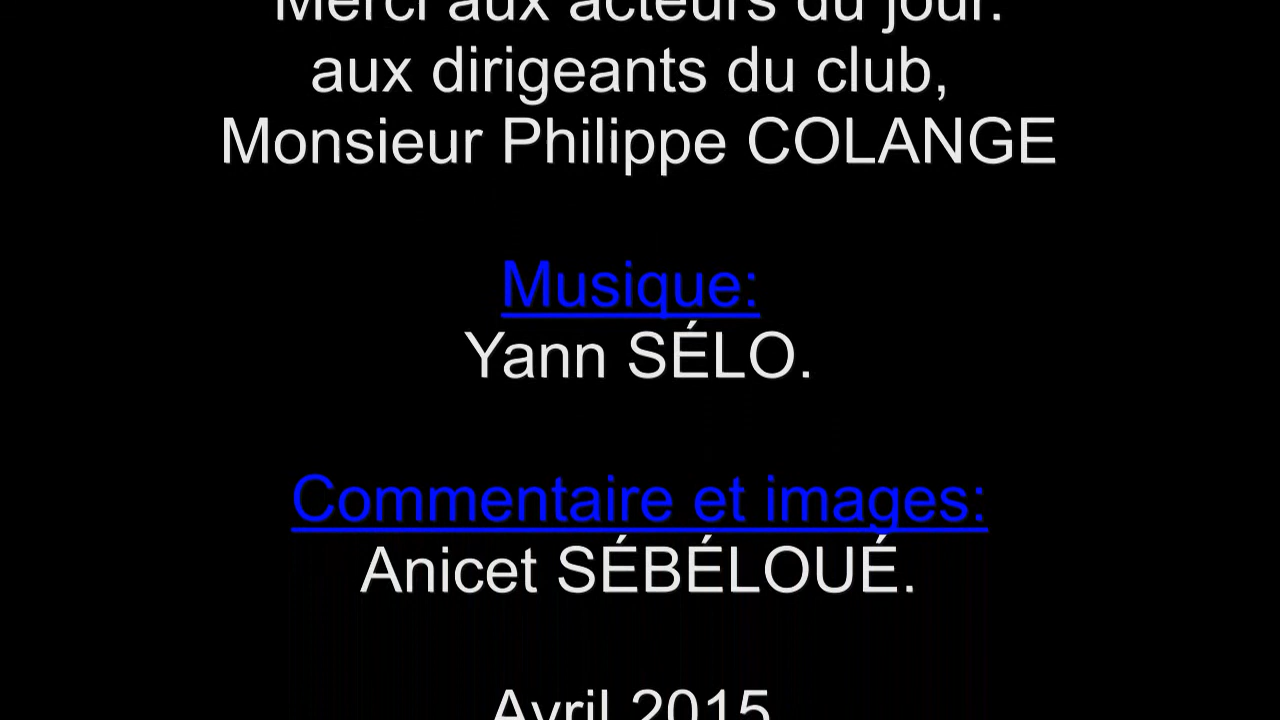 Merci aux acteurs du jour.
aux dirigeants du club,
Monsieur Philippe COLANGE
Musique:
Yann SÉLO.
Commentaire et images:
Anicet SÉBÉLOUÉ.
Avril 2015